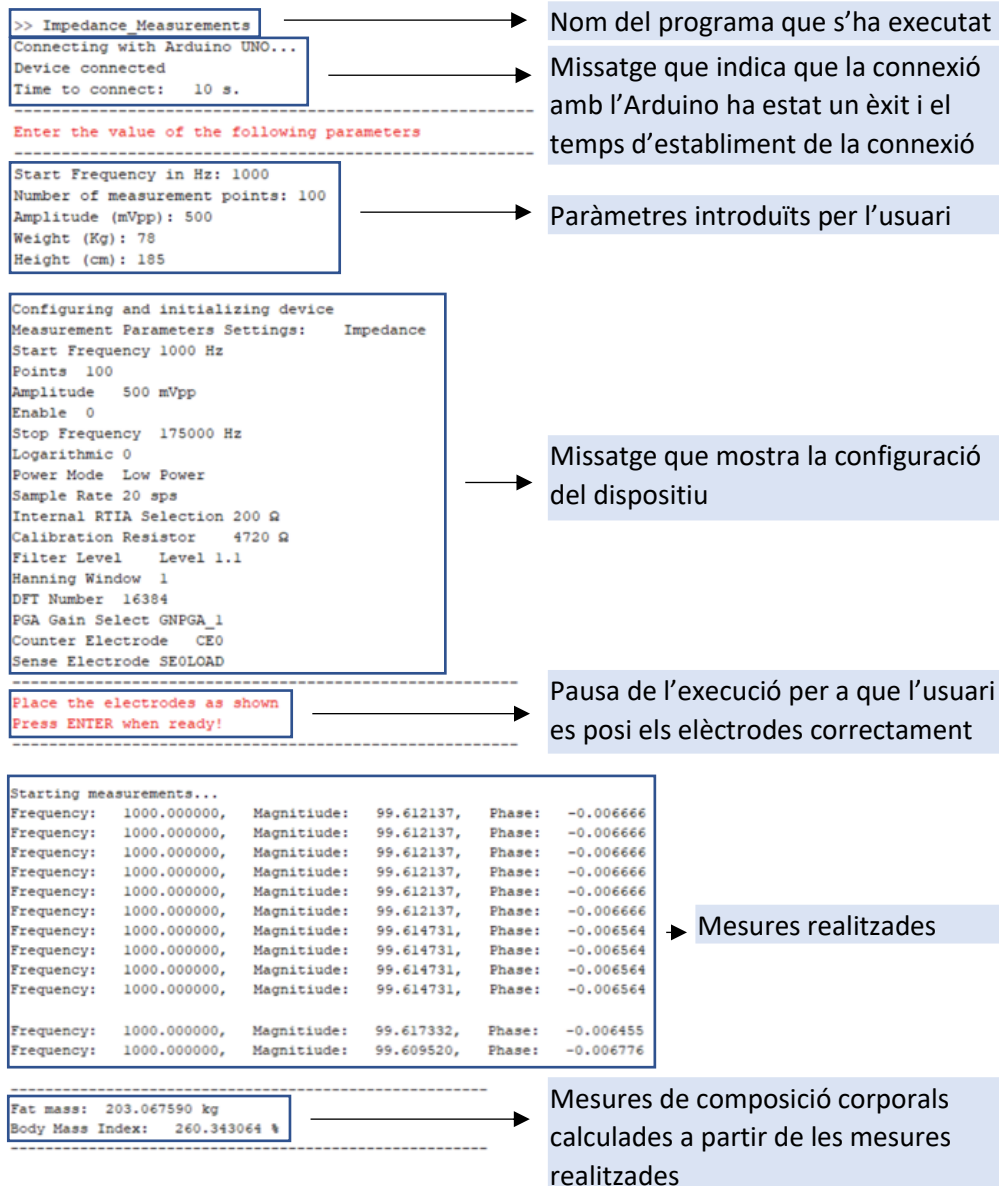 >> Impedance_Measurements
Nom del programa que s’ha executat
Connecting with Arduino UNO...
Device connected
Time to connect: 10 s.
Missatge que indica que la connexió
amb l’Arduino ha estat un èxit i el
temps d’establiment de la connexió
------------------------------------------------------------
Enter the value of the following parameters
------------------------------------------------------------
Start Frequency in Hz: 1000
Number of measurement points: 100
Amplitude (mVpp): 500
Weight (Kg): 78
Height (cm): 185
Paràmetres introduïts per l’usuari
Configuring and initializing device
Measurement Parameters Settings: Impedance
Start Frequency 1000 Hz
Points 100
Amplitude 500 mVpp
Enable 0
Stop Frequency 175000 Hz
Logarithmic 0
Power Mode Low Power
Sample Rate 20 sps
Internal RTIA Selection 200 Ω
Calibration Resistor 4720 Ω
Filter Level Level 1.1
Hanning Window 1
DFT Number 16384
PGA Gain Select GNPGA_1
Counter Electrode CE0
Sense Electrode SE0LOAD
Missatge que mostra la configuració
del dispositiu
------------------------------------------------------------
Place the electrodes as shown
Press ENTER when ready!
------------------------------------------------------------
Pausa de l’execució per a que l’usuari
es posi els elèctrodes correctament
Starting measurements...
Frequency: 1000.000000, Magnitiude: 99.612137, Phase: -0.006666
Frequency: 1000.000000, Magnitiude: 99.612137, Phase: -0.006666
Frequency: 1000.000000, Magnitiude: 99.612137, Phase: -0.006666
Frequency: 1000.000000, Magnitiude: 99.612137, Phase: -0.006666
Frequency: 1000.000000, Magnitiude: 99.612137, Phase: -0.006666
Frequency: 1000.000000, Magnitiude: 99.612137, Phase: -0.006666
Frequency: 1000.000000, Magnitiude: 99.614731, Phase: -0.006564
Frequency: 1000.000000, Magnitiude: 99.614731, Phase: -0.006564
Frequency: 1000.000000, Magnitiude: 99.614731, Phase: -0.006564
Frequency: 1000.000000, Magnitiude: 99.614731, Phase: -0.006564
Frequency: 1000.000000, Magnitiude: 99.617332, Phase: -0.006455
Frequency: 1000.000000, Magnitiude: 99.609520, Phase: -0.006776
Mesures realitzades
------------------------------------------------------------
Fat mass: 203.067590 kg
Body Mass Index: 260.343064 %
------------------------------------------------------------
Mesures de composició corporals
calculades a partir de les mesures
realitzades